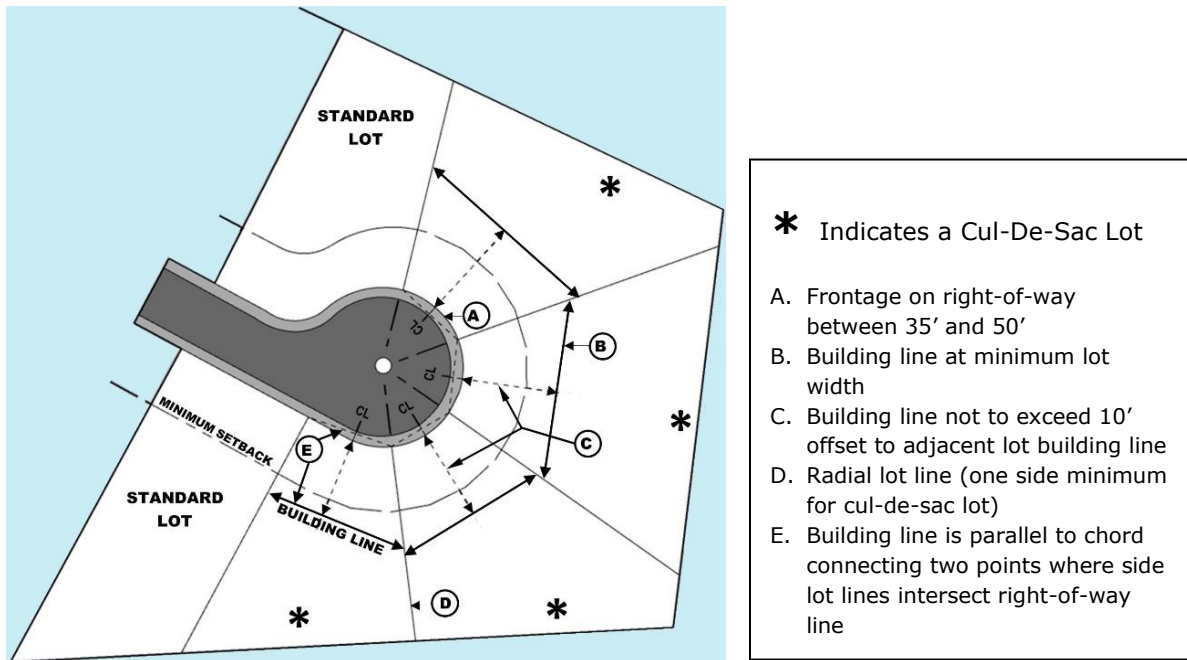 STANDARD
LOT
*
A
CL
B
CL
*
CL
CL
C
MINIMUM SETBACK
E
STANDARD
LOT
BUILDING LINE
D
*
*
* Indicates a Cul-De-Sac Lot
A. Frontage on right-of-way
between 35’ and 50’
B. Building line at minimum lot
width
C. Building line not to exceed 10’
offset to adjacent lot building line
D. Radial lot line (one side minimum
for cul-de-sac lot)
E. Building line is parallel to chord
connecting two points where side
lot lines intersect right-of-way
line